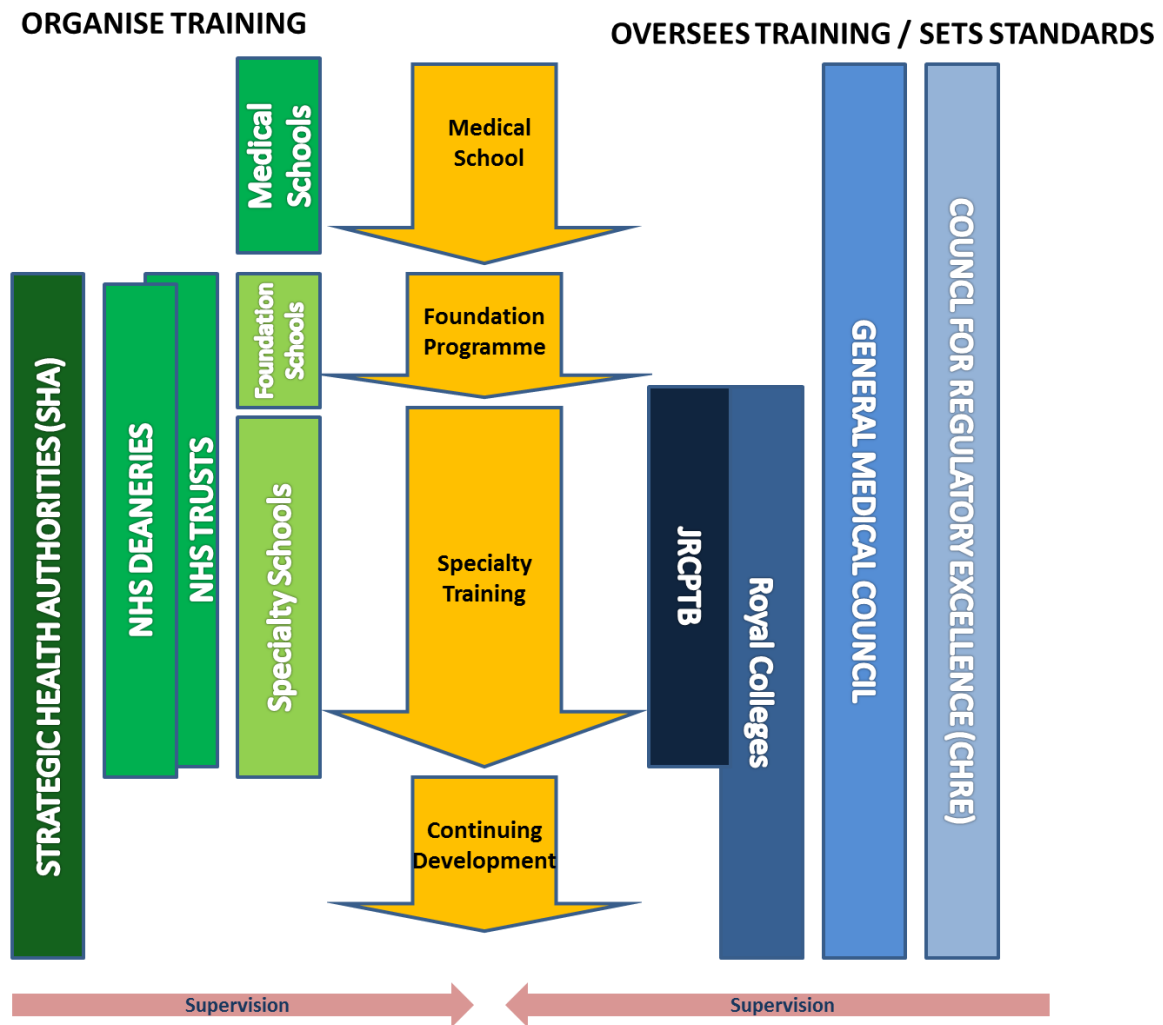 ORGANISE TRAINING
OVERSEES TRAINING / SETS STANDARDS
Medical
Schools
Medical
School
Foundation
Schools
Foundation
Programme
STRATEGIC HEALTH AUTHORITIES (SHA)
NHS DEANERIES
NHS TRUSTS
Specialty Schools
Specialty
Training
JRCPTB
Royal Colleges
GENERAL MEDICAL COUNCIL
COUNCL FOR REGULATORY EXCELLENCE (CHRE)
Continuing
Development
Supervision
Supervision